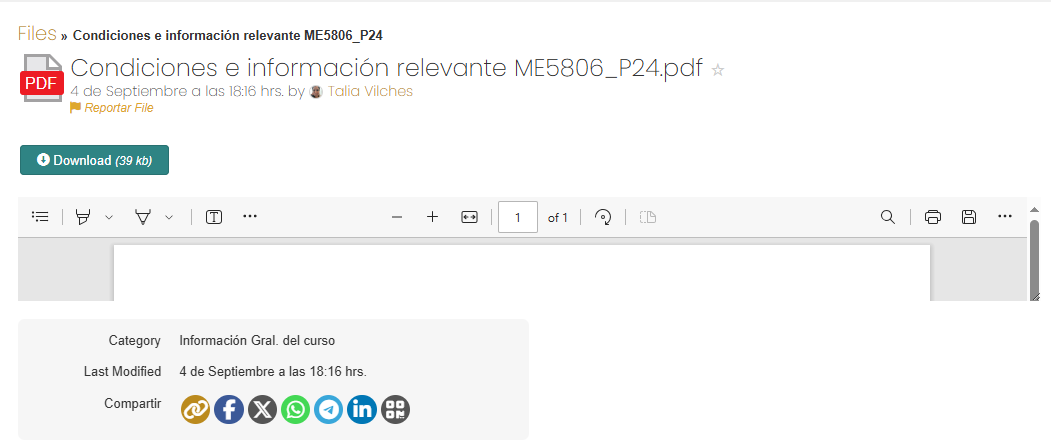 Files » Condiciones e información relevante ME5806_P24
PDF
Condiciones e información relevante ME5806_P24.pdf
4 de Septiembre a las 18:16 hrs. by Talia Vilches
Reportar File
Download (39 kb)
1 of 1
Category Información Gral. del curso
Last Modified 4 de Septiembre a las 18:16 hrs.
Compartir